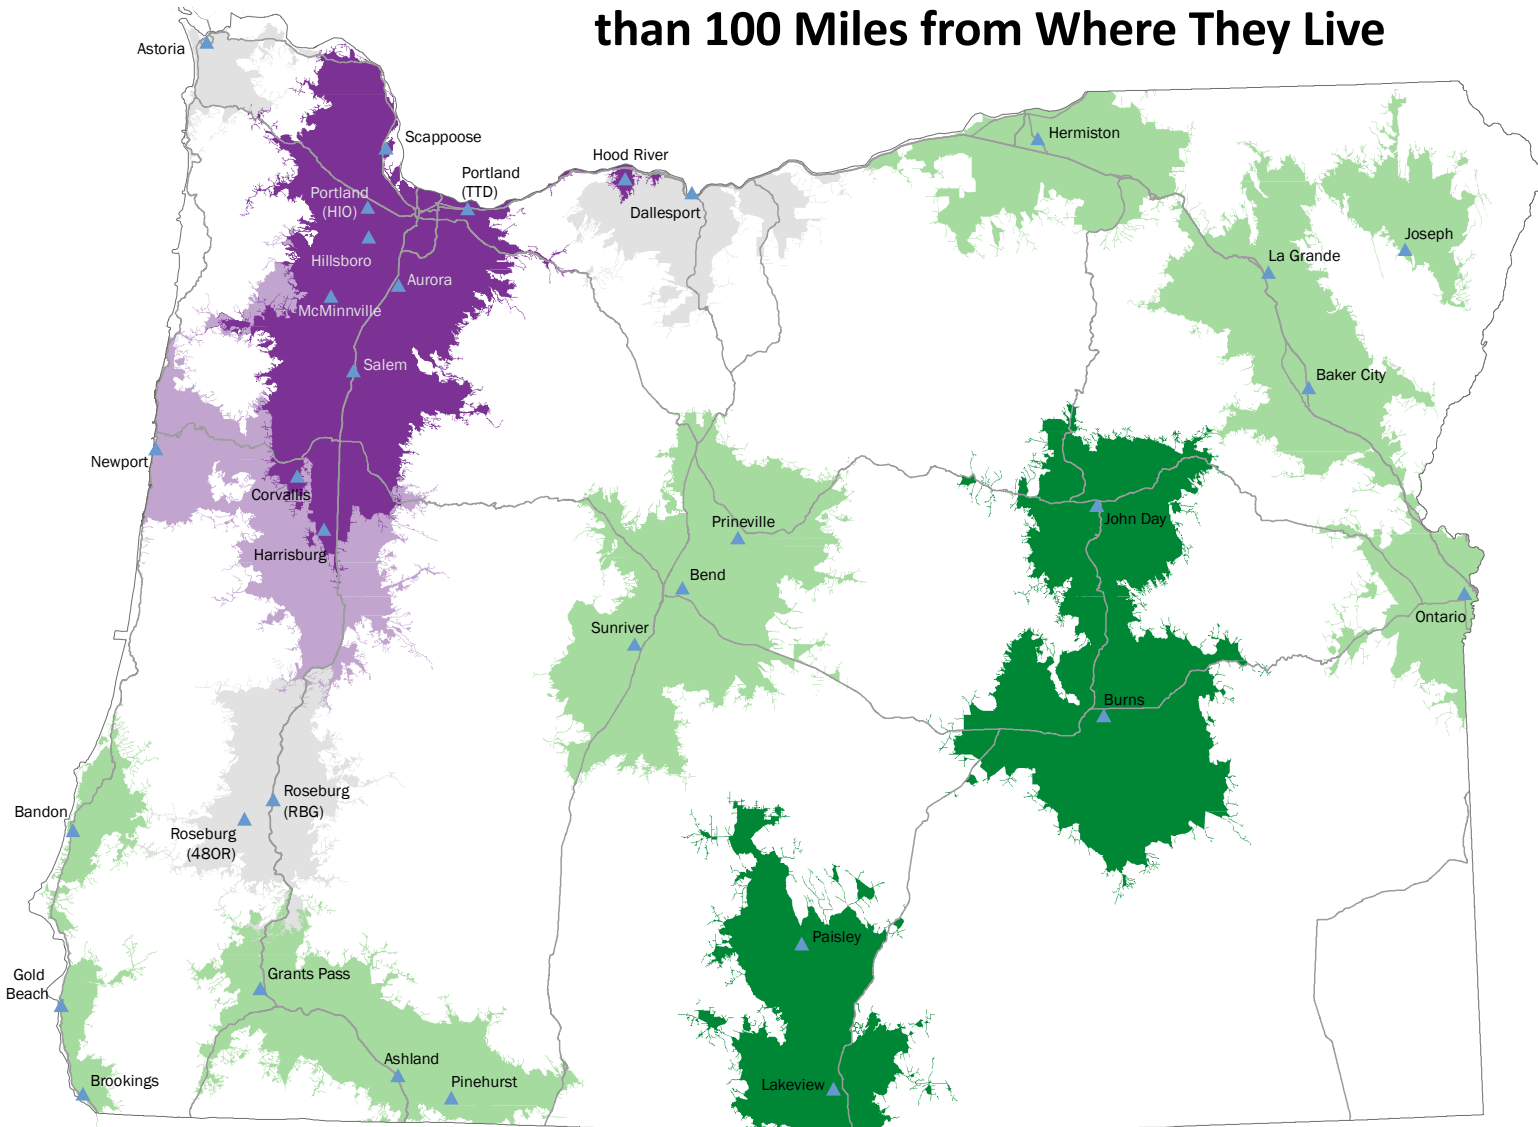 than 100 Miles from Where They Live
Astoria
Scappoose
Hood River
Portland
(TTD)
Hermiston
Portland
(HIO)
Dallesport
Joseph
La Grande
Hillsboro
Aurora
McMinnville
Salem
Baker City
Newport
Corvallis
Prineville
John Day
Harrisburg
Bend
Ontario
Sunriver
Burns
Roseburg
(RBG)
Bandon
Roseburg
(48OR)
Paisley
Gold
Beach
Grants Pass
Ashland
Brookings
Pinehurst
Lakeview